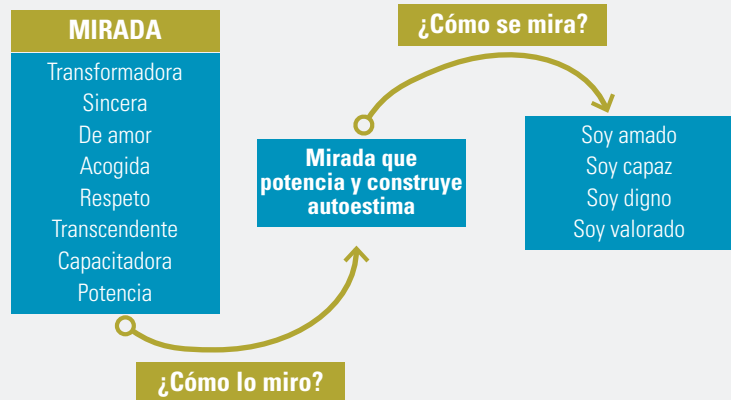 MIRADA
Transformadora
Sincera
De amor
Acogida
Respeto
Transcendente
Capacitadora
Potencia
¿Cómo lo miro?
Mirada que
potencia y construye
autoestima
¿Cómo se mira?
Soy amado
Soy capaz
Soy digno
Soy valorado